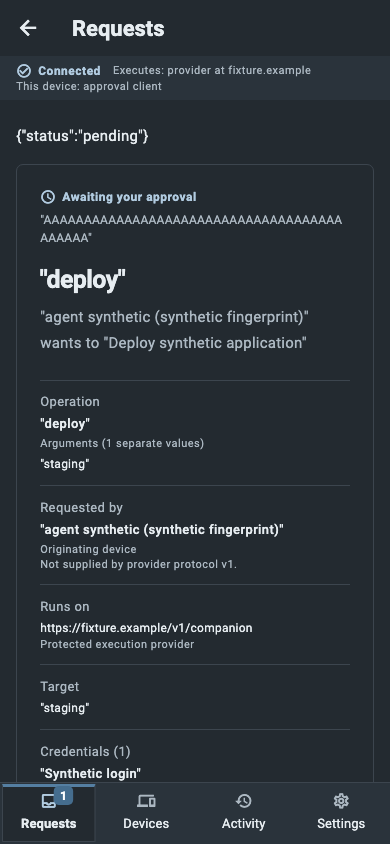 Requests
Connected Executes: provider at fixture.example
This device: approval client
{"status":"pending"}
Awaiting your approval
"AAAAAAAAAAAAAAAAAAAAAAAAAAAAAAAAAAAAA
AAAAAA"
"deploy"
"agent synthetic (synthetic fingerprint)"
wants to "Deploy synthetic application"
Operation
"deploy"
Arguments (1 separate values)
"staging"
Requested by
"agent synthetic (synthetic fingerprint)"
Originating device
Not supplied by provider protocol v1.
Runs on
https://fixture.example/v1/companion
Protected execution provider
Target
"staging"
Credentials (1)
"Synthetic login"
1
Requests Devices Activity Settings